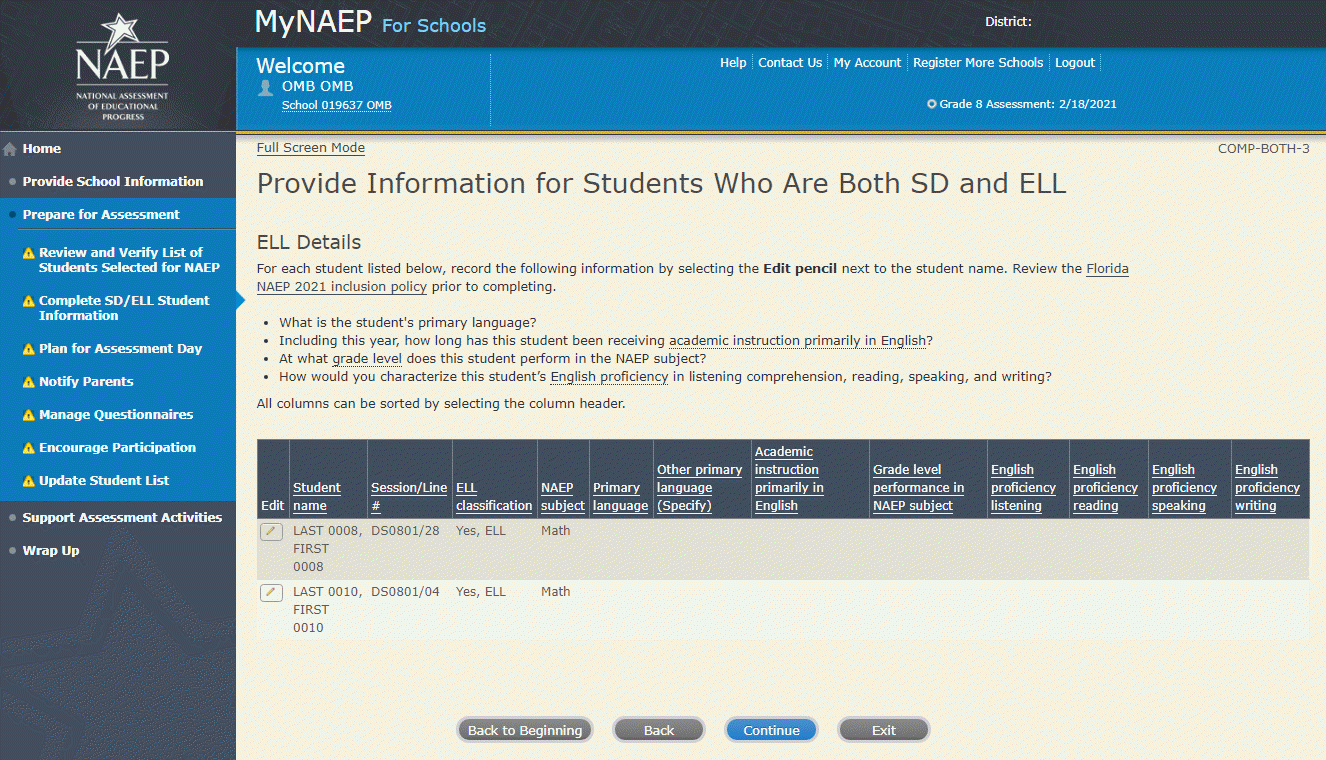 NAEP
NATIONAL ASSESSMENT
OF EDUCATIONAL
PROGRESS
MyNAEP For Schools
District:
Welcome
OMB OMB
School 019637 OMB
Help
Contact Us
My Account
Register More Schools
Logout
Grade 8 Assessment: 2/18/2021
Home
Provide School Information
Prepare for Assessment
Review and Verify List of
Students Selected for NAEP
Complete SD/ELL Student
Information
Plan for Assessment Day
Notify Parents
Manage Questionnaires
Encourage Participation
Update Student List
Support Assessment Activities
Wrap Up
Full Screen Mode
COMP-BOTH-3
Provide Information for Students Who Are Both SD and ELL
ELL Details
For each student listed below, record the following information by selecting the Edit pencil next to the student name. Review the Florida
NAEP 2021 inclusion policy prior to completing.
• What is the student's primary language?
• Including this year, how long has this student been receiving academic instruction primarily in English?
• At what grade level does this student perform in the NAEP subject?
• How would you characterize this student’s English proficiency in listening comprehension, reading, speaking, and writing?
All columns can be sorted by selecting the column header.
Edit
Student
name
Session/Line
#
ELL
classification
NAEP
subject
Primary
language
Other primary
language
(Specify)
Academic
instruction
primarily in
English
Grade level
performance in
NAEP subject
English
proficiency
listening
English
proficiency
reading
English
proficiency
speaking
English
proficiency
writing
LAST 0008, DS0801/28 Yes, ELL Math
FIRST
0008
LAST 0010, DS0801/04 Yes, ELL Math
FIRST
0010
Back to Beginning
Back
Continue
Exit